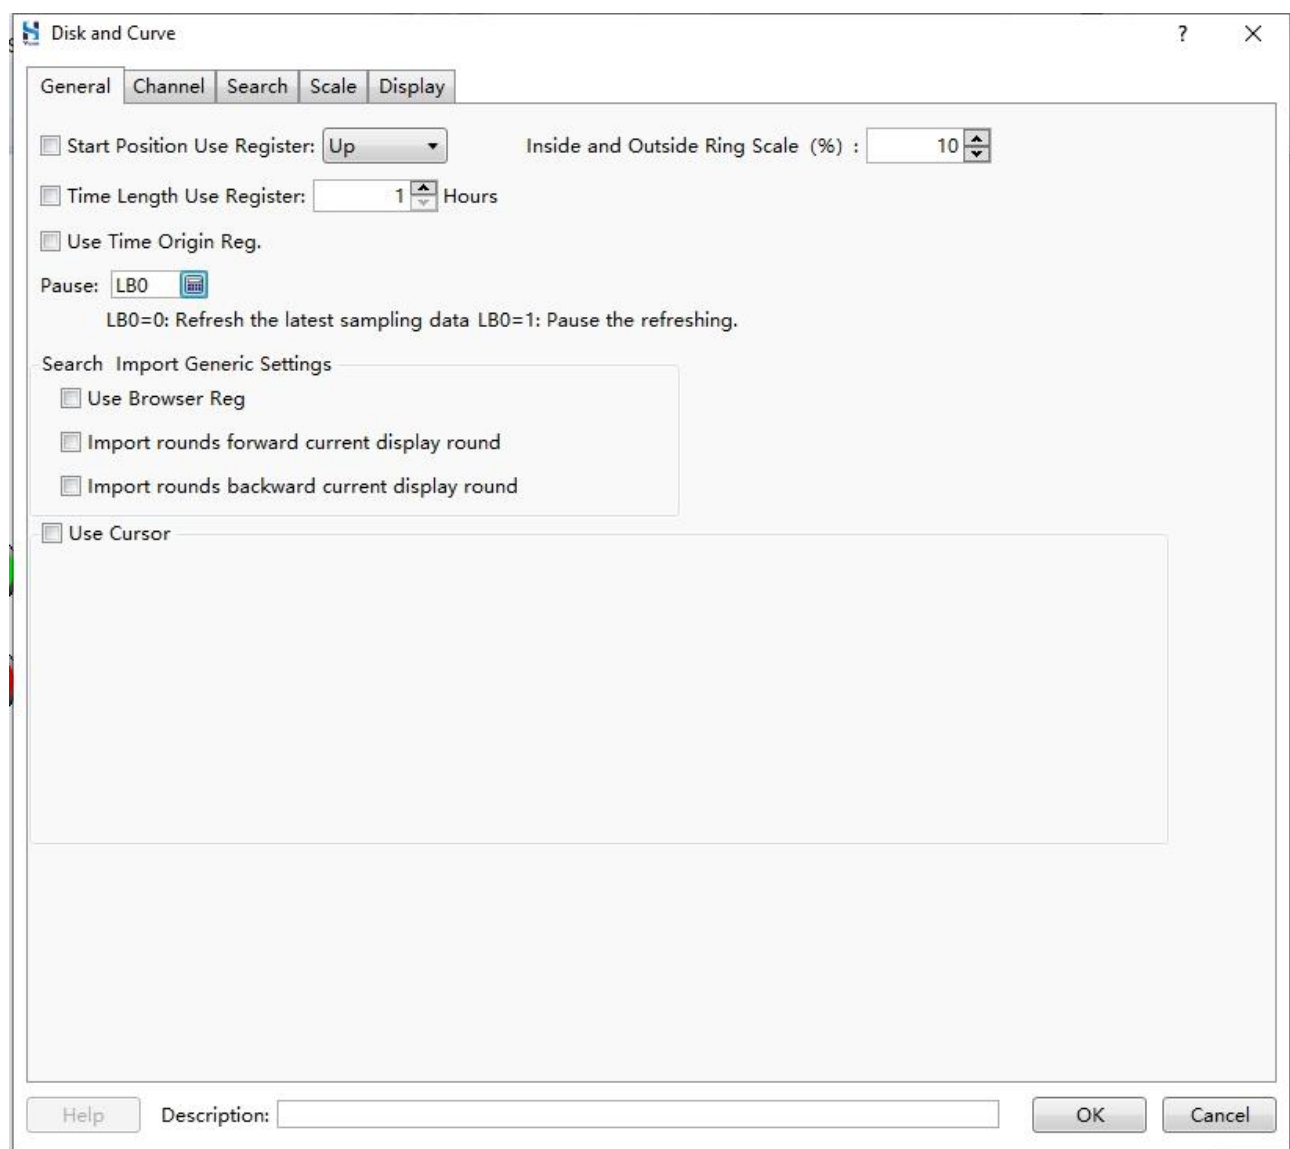 Disk and Curve ?
General Channel Search Scale Display
Start Position Use Register: Up Inside and Outside Ring Scale (%) : 10
Time Length Use Register: 1 Hours
Use Time Origin Reg.
Pause: LB0
LB0=0: Refresh the latest sampling data LB0=1: Pause the refreshing.
Search Import Generic Settings
Use Browser Reg
Import rounds forward current display round
Import rounds backward current display round
Use Cursor
Help Description: OK Cancel